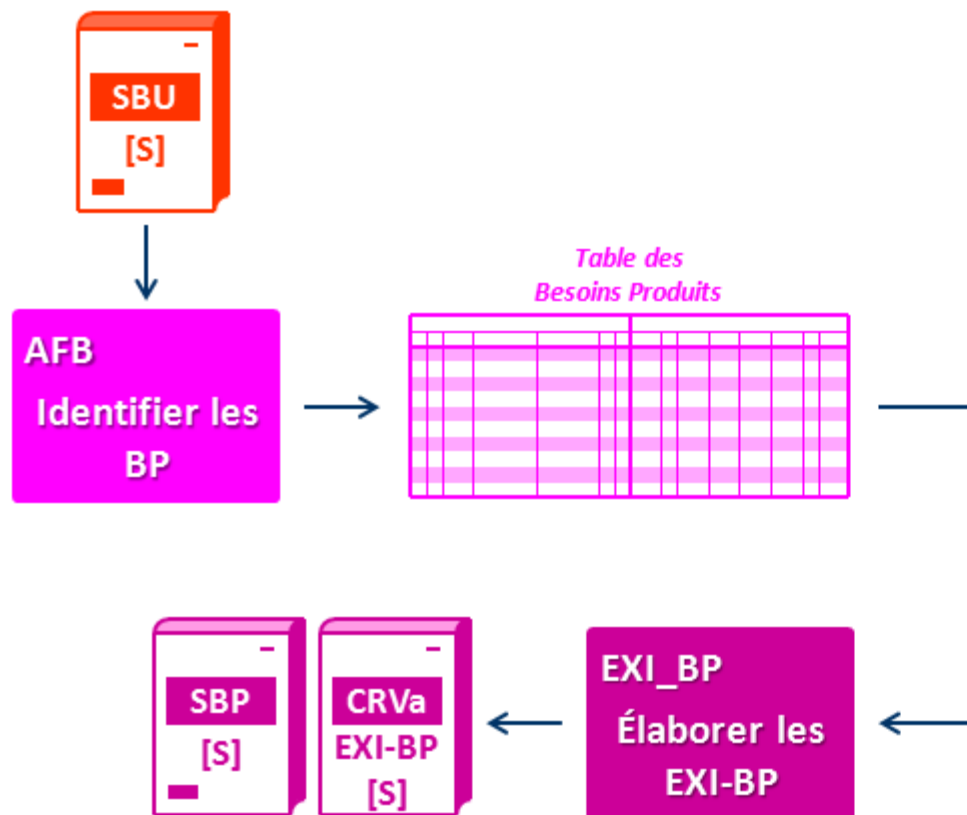 SBU
[S]
Table des
Besoins Produits
AFB
Identifier les
BP
SBP
[S]
CRVa
EXI-BP
[S]
EXI_BP
Élaborer les
EXI-BP